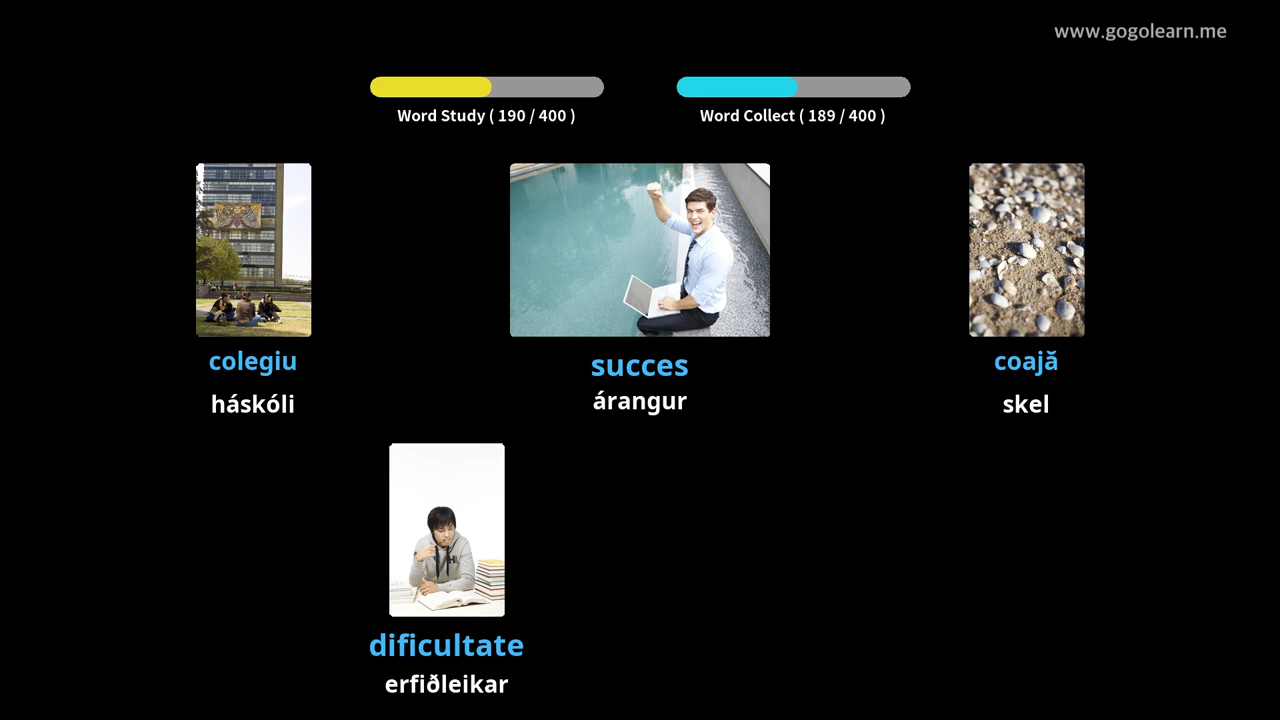 www.gogolearn.me
Word Study ( 190 / 400 )
Word Collect ( 189 / 400 )
colegiu
háskóli
succes
árangur
coajă
skel
dificultate
erfiðleikar